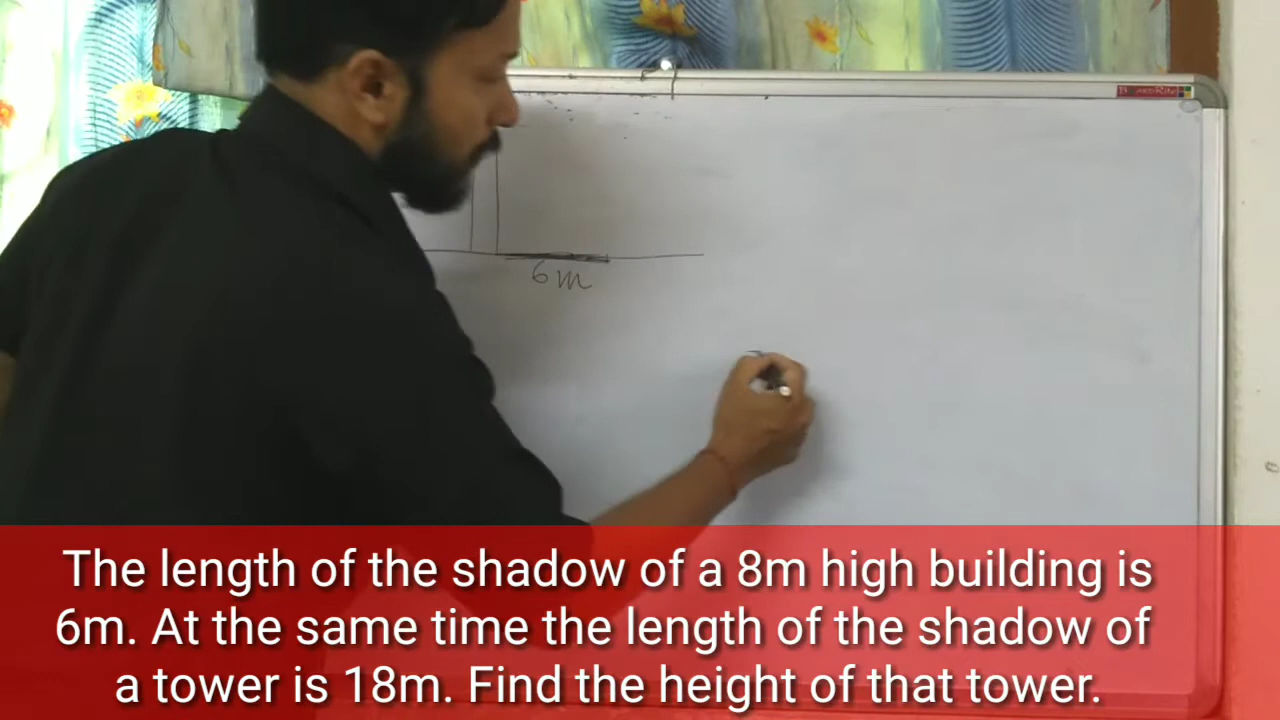 6 m
The length of the shadow of a 8m high building is
6m. At the same time the length of the shadow of
a tower is 18m. Find the height of that tower.